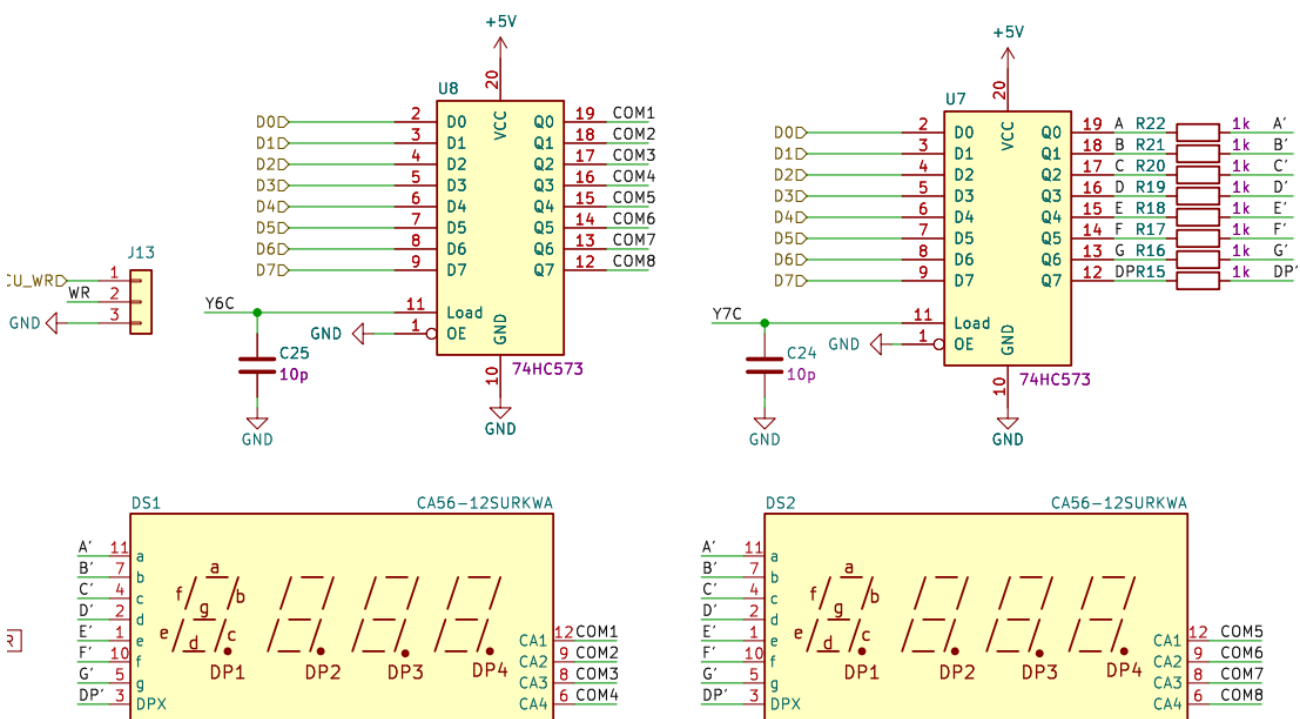 +5V
20
U8
VCC
D0 2 D0 Q0 19 COM1
D1 3 D1 Q1 18 COM2
D2 4 D2 Q2 17 COM3
D3 5 D3 Q3 16 COM4
D4 6 D4 Q4 15 COM5
D5 7 D5 Q5 14 COM6
D6 8 D6 Q6 13 COM7
D7 9 D7 Q7 12 COM8
Y6C 11 Load
GND 1 OE
GND
C25
10p
GND
74HC573
10
GND
J13
CU_WR 1
WR 2
GND 3
+5V
20
U7
VCC
D0 2 D0 Q0 19 A R22 1k A'
D1 3 D1 Q1 18 B R21 1k B'
D2 4 D2 Q2 17 C R20 1k C'
D3 5 D3 Q3 16 D R19 1k D'
D4 6 D4 Q4 15 E R18 1k E'
D5 7 D5 Q5 14 F R17 1k F'
D6 8 D6 Q6 13 G R16 1k G'
D7 9 D7 Q7 12 DP R15 1k DP'
Y7C 11 Load
GND 1 OE
GND
C24
10p
GND
74HC573
10
GND
DS1 CA56-12SURKWA
A' 11 a
B' 7 b
C' 4 c
D' 2 d
E' 1 e
F' 10 f
G' 5 g
DP' 3 DPX
a
f b
g
e d c
DP1 DP2 DP3 DP4
CA1 12 COM1
CA2 9 COM2
CA3 8 COM3
CA4 6 COM4
R
DS2 CA56-12SURKWA
A' 11 a
B' 7 b
C' 4 c
D' 2 d
E' 1 e
F' 10 f
G' 5 g
DP' 3 DPX
a
f b
g
e d c
DP1 DP2 DP3 DP4
CA1 12 COM5
CA2 9 COM6
CA3 8 COM7
CA4 6 COM8